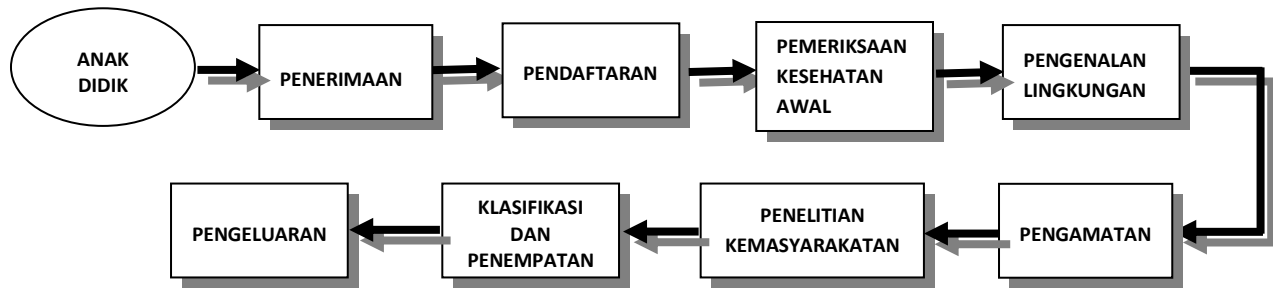 ANAK
DIDIK
PENERIMAAN
PENDAFTARAN
PEMERIKSAAN
KESEHATAN
AWAL
PENGENALAN
LINGKUNGAN
PENGELUARAN
KLASIFIKASI
DAN
PENEMPATAN
PENELITIAN
KEMASYARAKATAN
PENGAMATAN